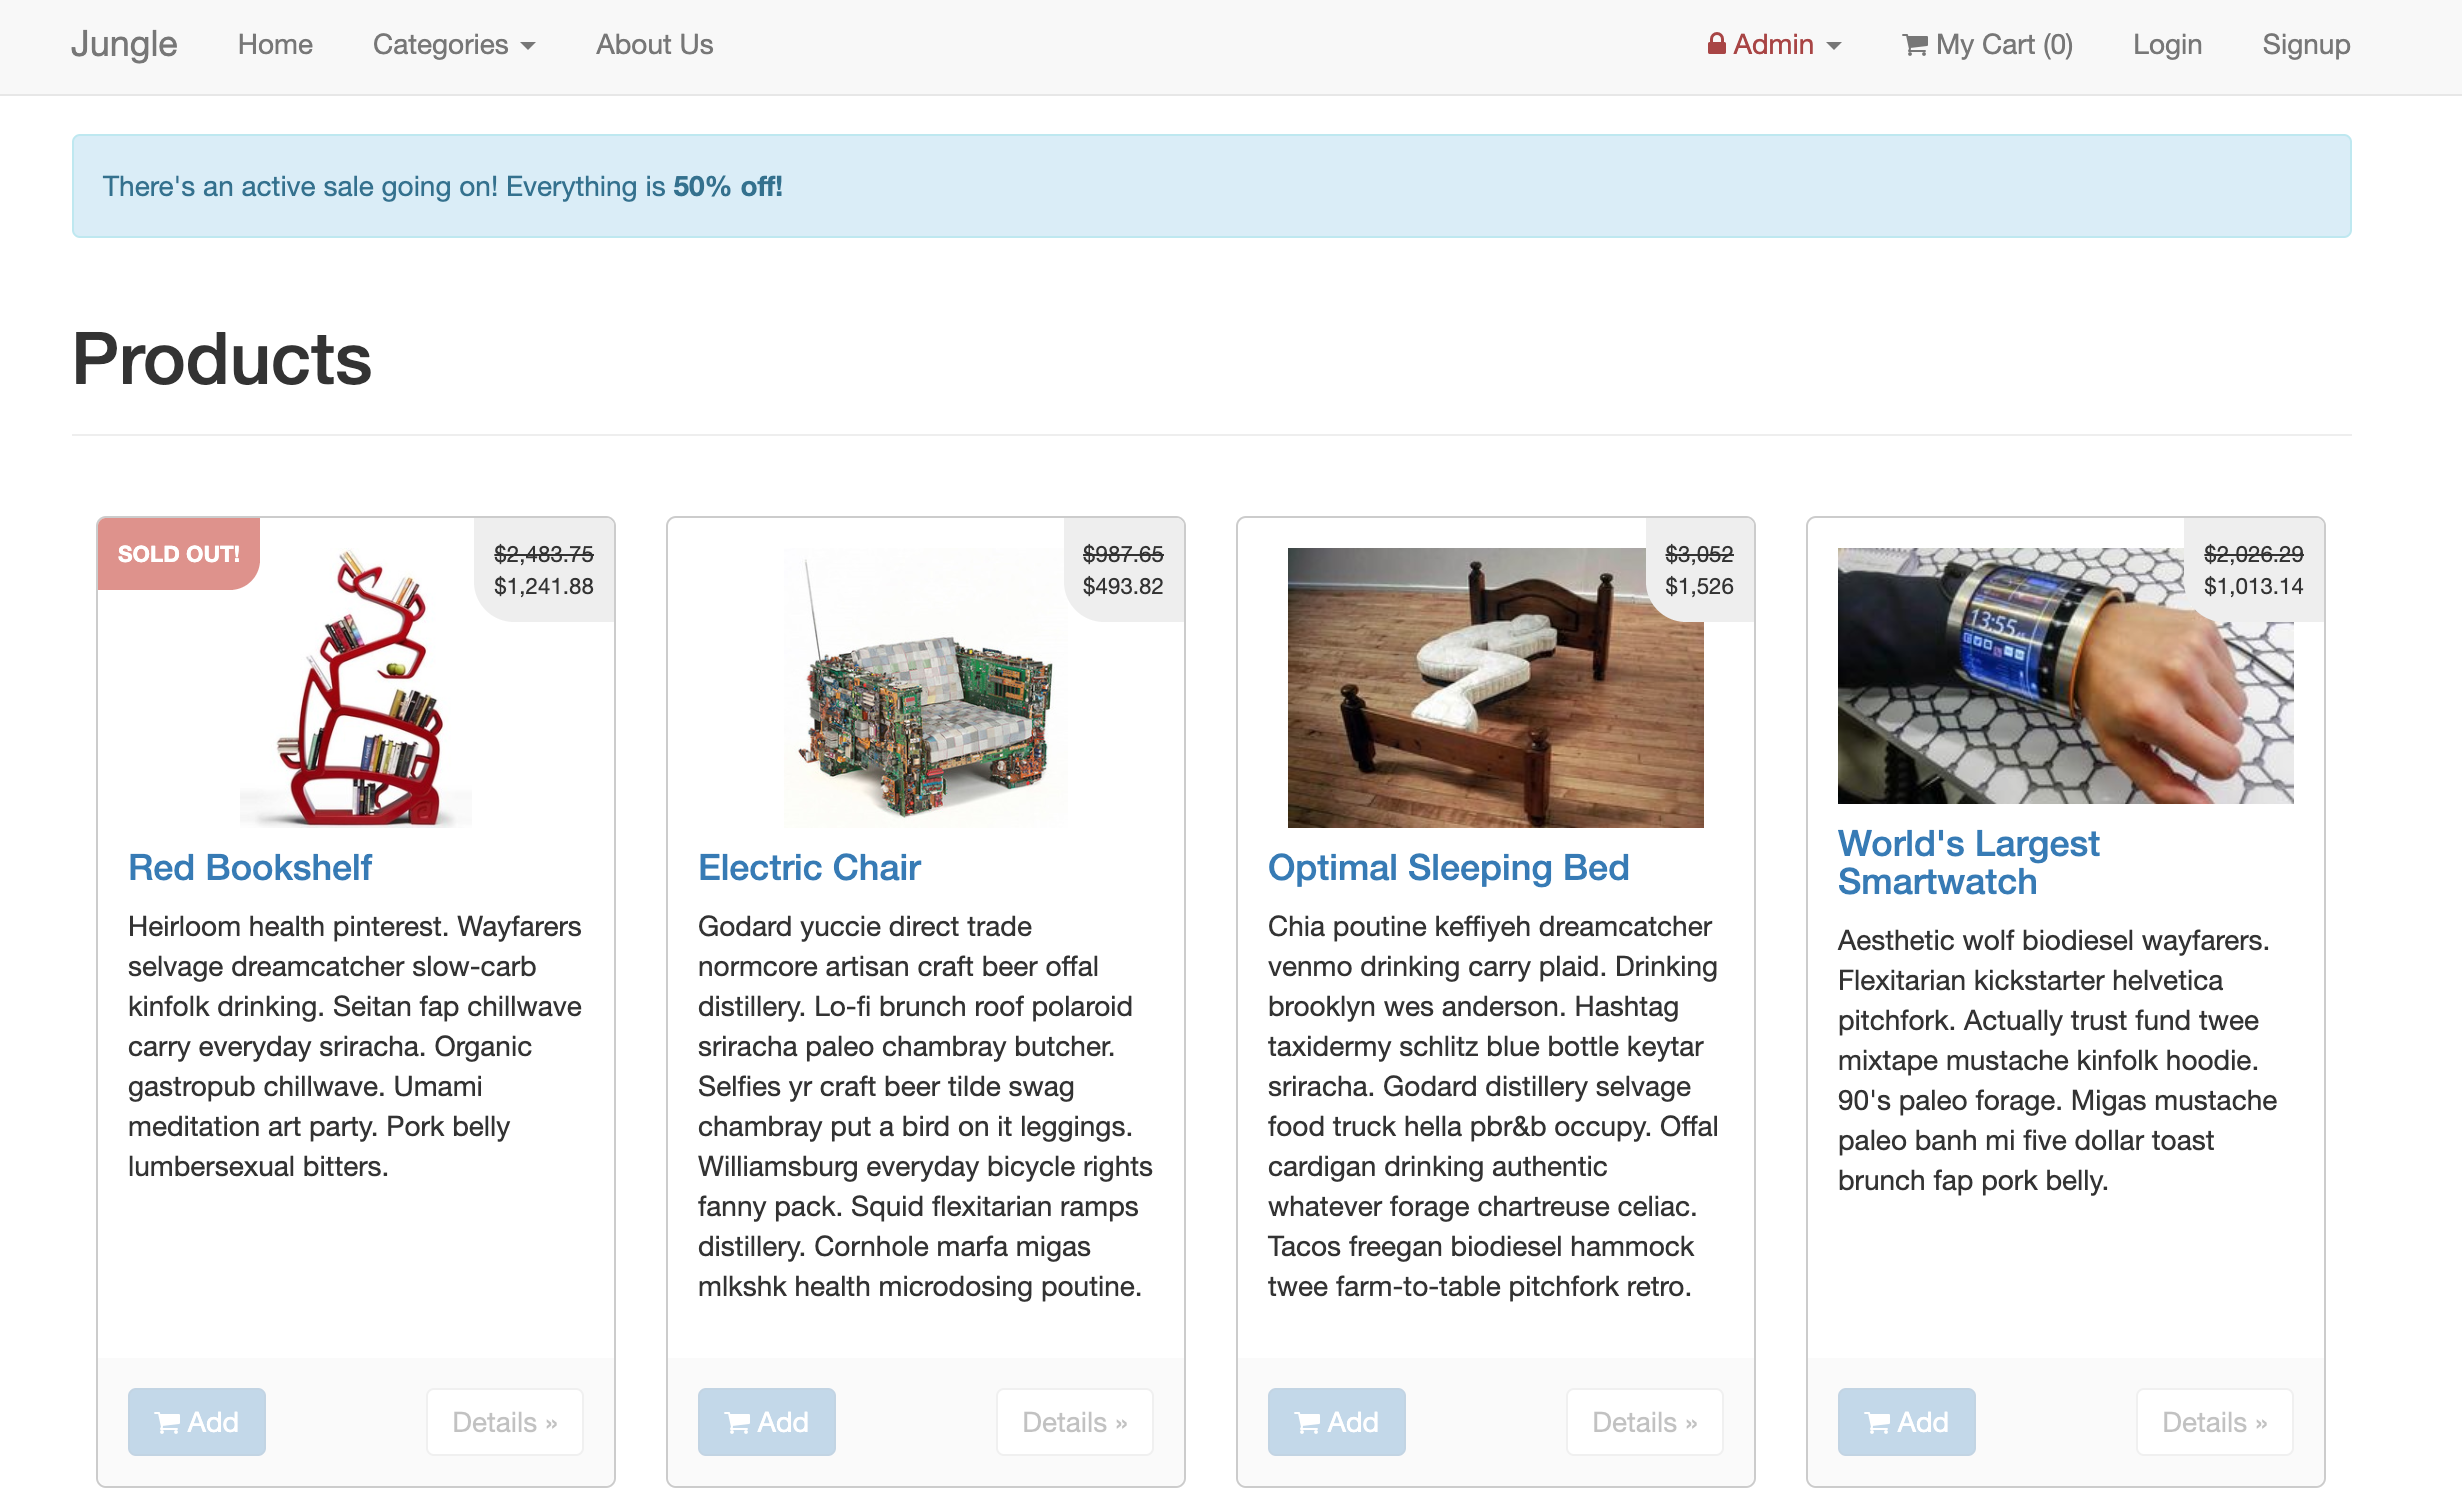 Jungle Home Categories About Us Admin My Cart (0) Login Signup
There's an active sale going on! Everything is 50% off!
Products
SOLD OUT!
$2,483.75
$1,241.88
Red Bookshelf
Heirloom health pinterest. Wayfarers
selvage dreamcatcher slow-carb
kinfolk drinking. Seitan fap chillwave
carry everyday sriracha. Organic
gastropub chillwave. Umami
meditation art party. Pork belly
lumbersexual bitters.
Add Details »
$987.65
$493.82
Electric Chair
Godard yuccie direct trade
normcore artisan craft beer offal
distillery. Lo-fi brunch roof polaroid
sriracha paleo chambray butcher.
Selfies yr craft beer tilde swag
chambray put a bird on it leggings.
Williamsburg everyday bicycle rights
fanny pack. Squid flexitarian ramps
distillery. Cornhole marfa migas
mlkshk health microdosing poutine.
Add Details »
$3,052
$1,526
Optimal Sleeping Bed
Chia poutine keffiyeh dreamcatcher
venmo drinking carry plaid. Drinking
brooklyn wes anderson. Hashtag
taxidermy schlitz blue bottle keytar
sriracha. Godard distillery selvage
food truck hella pbr&b occupy. Offal
cardigan drinking authentic
whatever forage chartreuse celiac.
Tacos freegan biodiesel hammock
twee farm-to-table pitchfork retro.
Add Details »
$2,026.29
$1,013.14
13:55
World's Largest
Smartwatch
Aesthetic wolf biodiesel wayfarers.
Flexitarian kickstarter helvetica
pitchfork. Actually trust fund twee
mixtape mustache kinfolk hoodie.
90's paleo forage. Migas mustache
paleo banh mi five dollar toast
brunch fap pork belly.
Add Details »